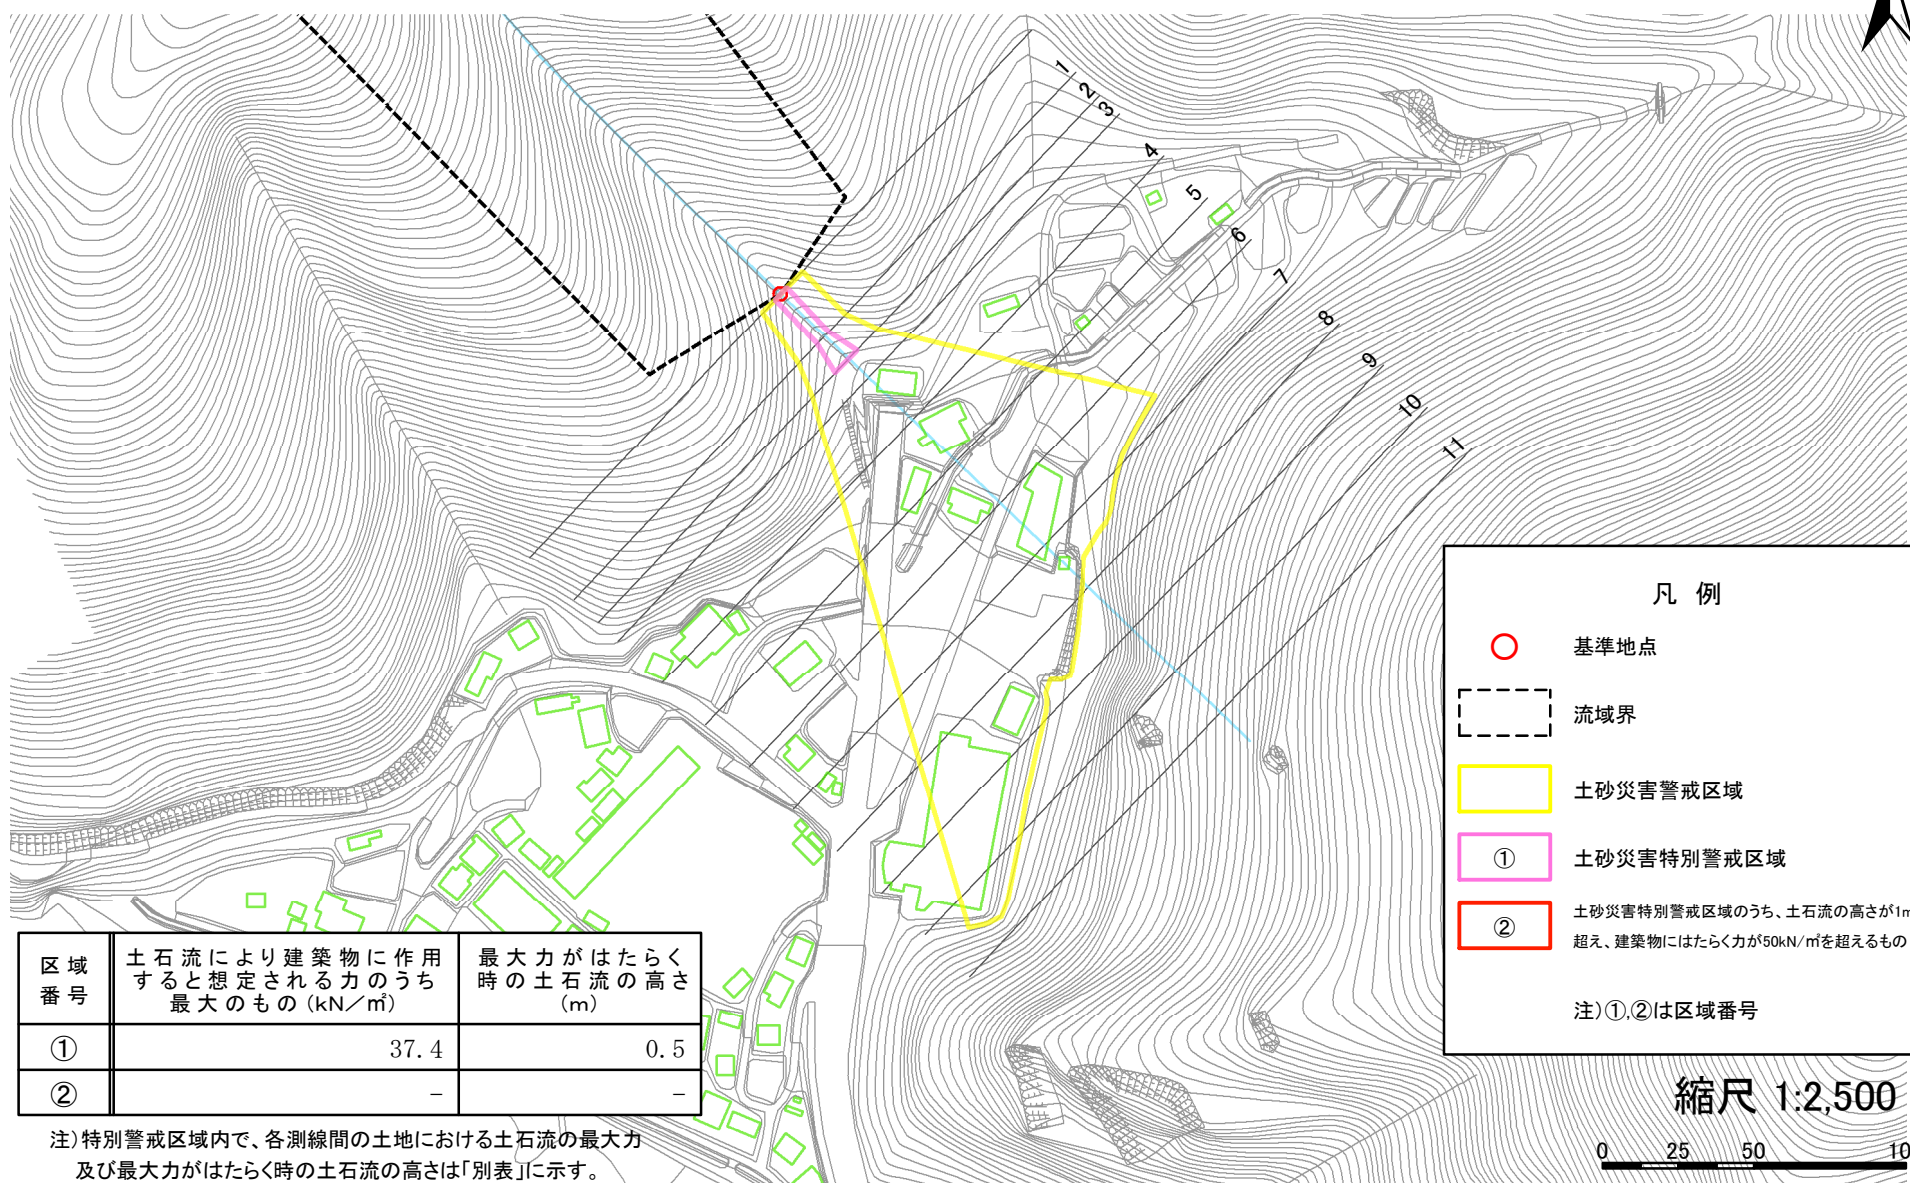 1
2
3
4
5
6
7
8
9
10
11
凡 例
基準地点
流域界
土砂災害警戒区域
① 土砂災害特別警戒区域
② 土砂災害特別警戒区域のうち、土石流の高さが1m
超え、建築物にはたらく力が50kN/㎡を超えるもの
注)①,②は区域番号
区域
番号
土石流により建築物に作用
すると想定される力のうち
最大のもの(kN/㎡)
最大力がはたらく
時の土石流の高さ
(m)
① 37.4 0.5
② - -
注)特別警戒区域内で、各測線間の土地における土石流の最大力
及び最大力がはたらく時の土石流の高さは「別表」に示す。
縮尺 1:2,500
0 25 50 10